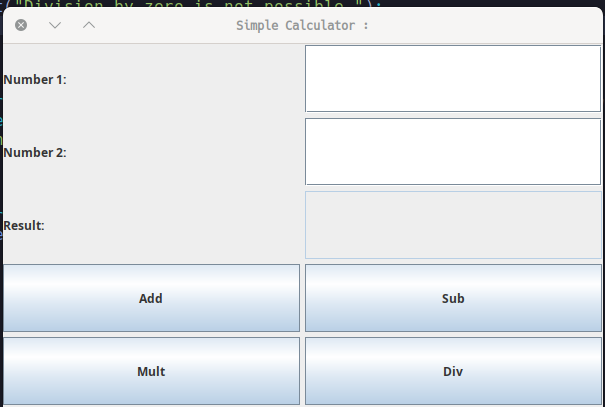 ("Division by zero is not possible.");
Simple Calculator :
Number 1:
Number 2:
Result:
Add
Sub
Mult
Div